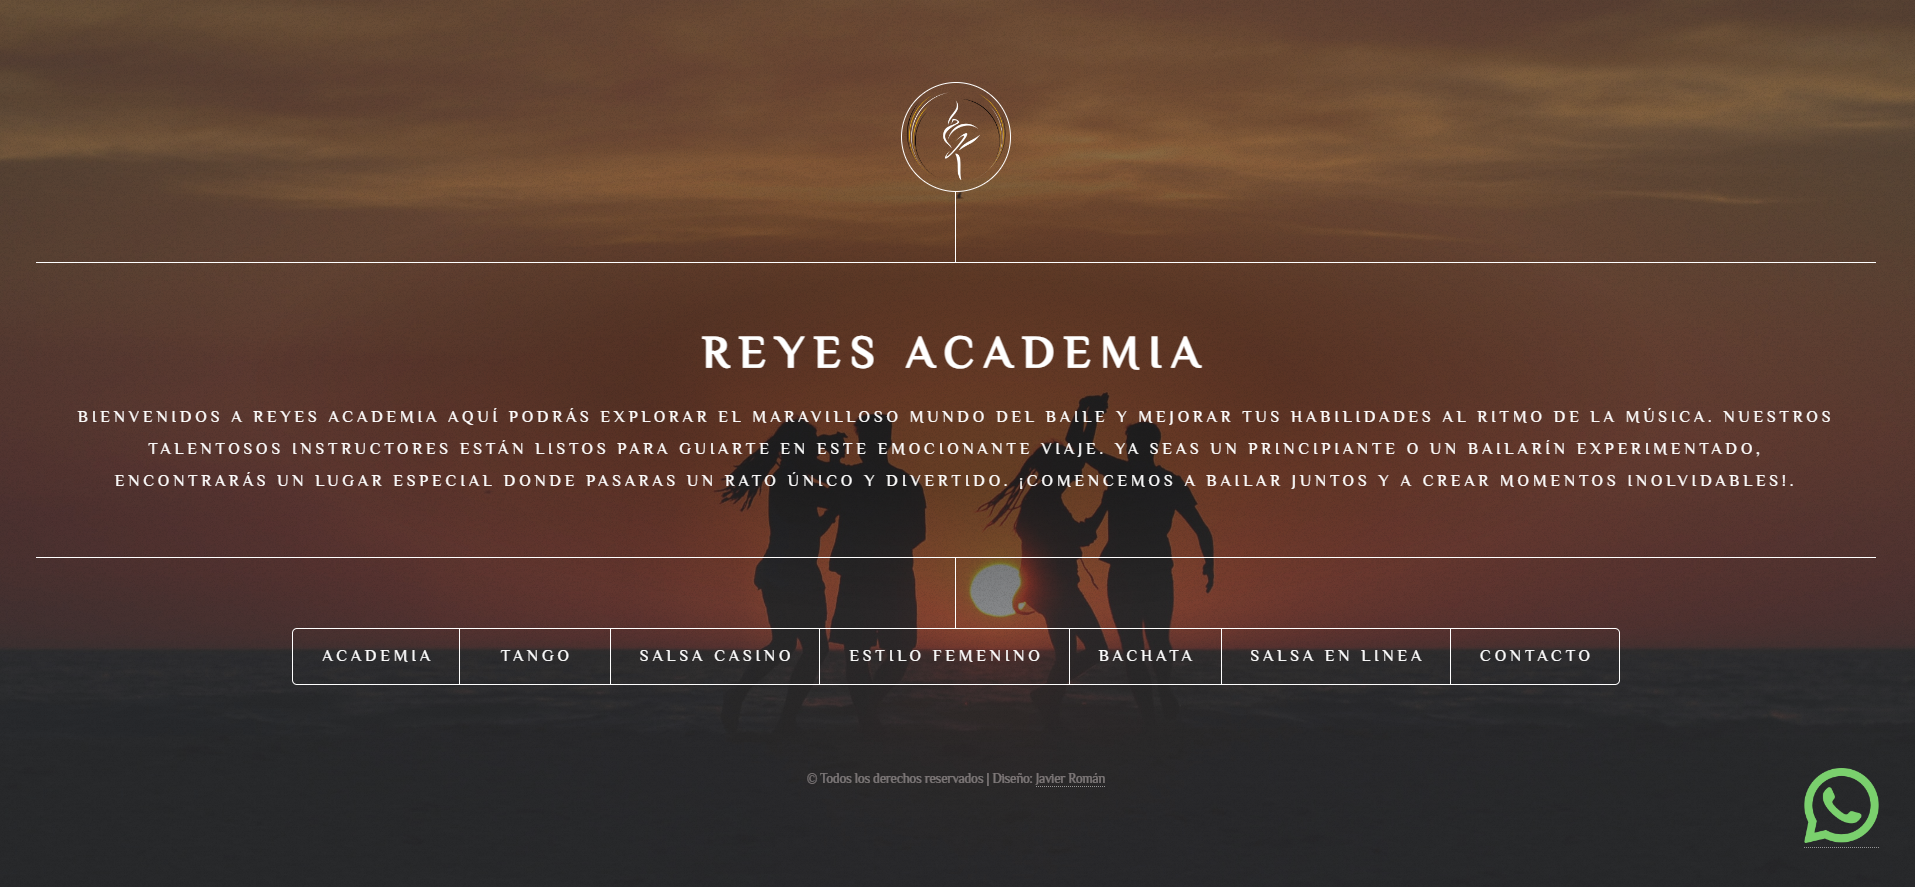 REYES ACADEMIA
BIENVENIDOS A REYES ACADEMIA AQUÍ PODRÁS EXPLORAR EL MARAVILLOSO MUNDO DEL BAILE Y MEJORAR TUS HABILIDADES AL RITMO DE LA MÚSICA. NUESTROS
TALENTOSOS INSTRUCTORES ESTÁN LISTOS PARA GUIARTE EN ESTE EMOCIONANTE VIAJE. YA SEAS UN PRINCIPIANTE O UN BAILARÍN EXPERIMENTADO,
ENCONTRARÁS UN LUGAR ESPECIAL DONDE PASARAS UN RATO ÚNICO Y DIVERTIDO. ¡COMENCEMOS A BAILAR JUNTOS Y A CREAR MOMENTOS INOLVIDABLES!.
ACADEMIA TANGO SALSA CASINO ESTILO FEMENINO BACHATA SALSA EN LINEA CONTACTO
© Todos los derechos reservados | Diseño: Javier Román